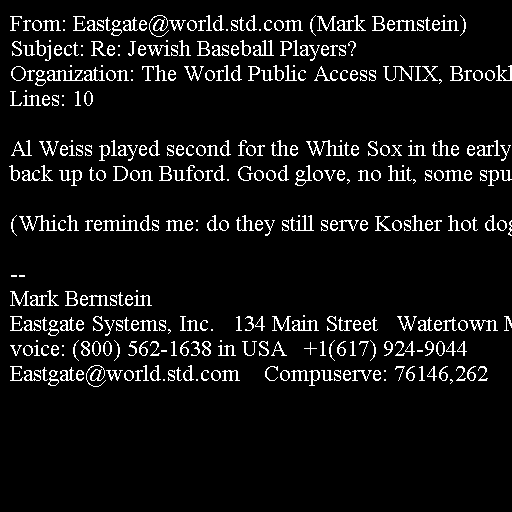 From: Eastgate@world.std.com (Mark Bernstein)
Subject: Re: Jewish Baseball Players?
Organization: The World Public Access UNIX,
Lines: 10
Al Weiss played second for the White Sox in the early
back up to Don Buford. Good glove, no hit, some
(Which reminds me: do they still serve Kosher hot
--
Mark Bernstein
Eastgate Systems, Inc. 134 Main Street Watertown
voice: (800) 562-1638 in USA +1(617) 924-9044
Eastgate@world.std.com Compuserve: 76146,262